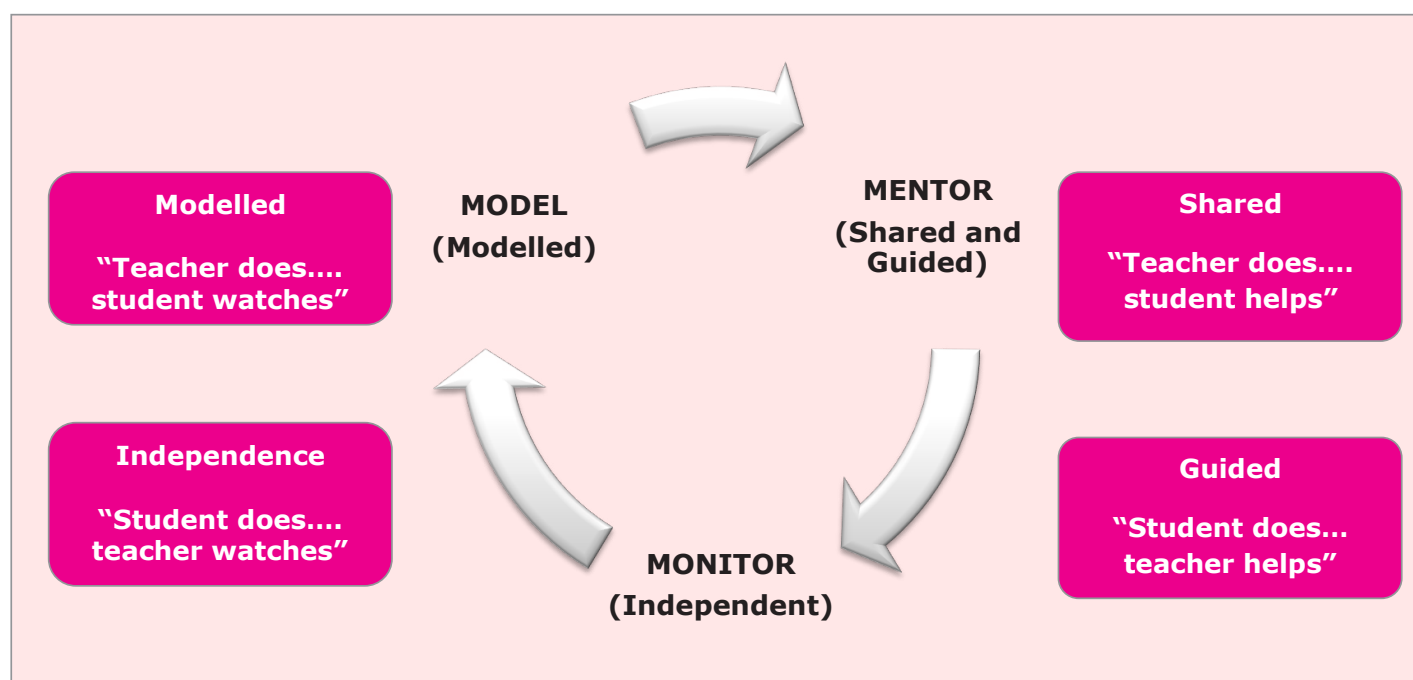 Modelled
“Teacher does....
student watches”
MODEL
(Modelled)
MENTOR
(Shared and
Guided)
Shared
“Teacher does....
student helps”
Independence
“Student does....
teacher watches”
MONITOR
(Independent)
Guided
“Student does...
teacher helps”